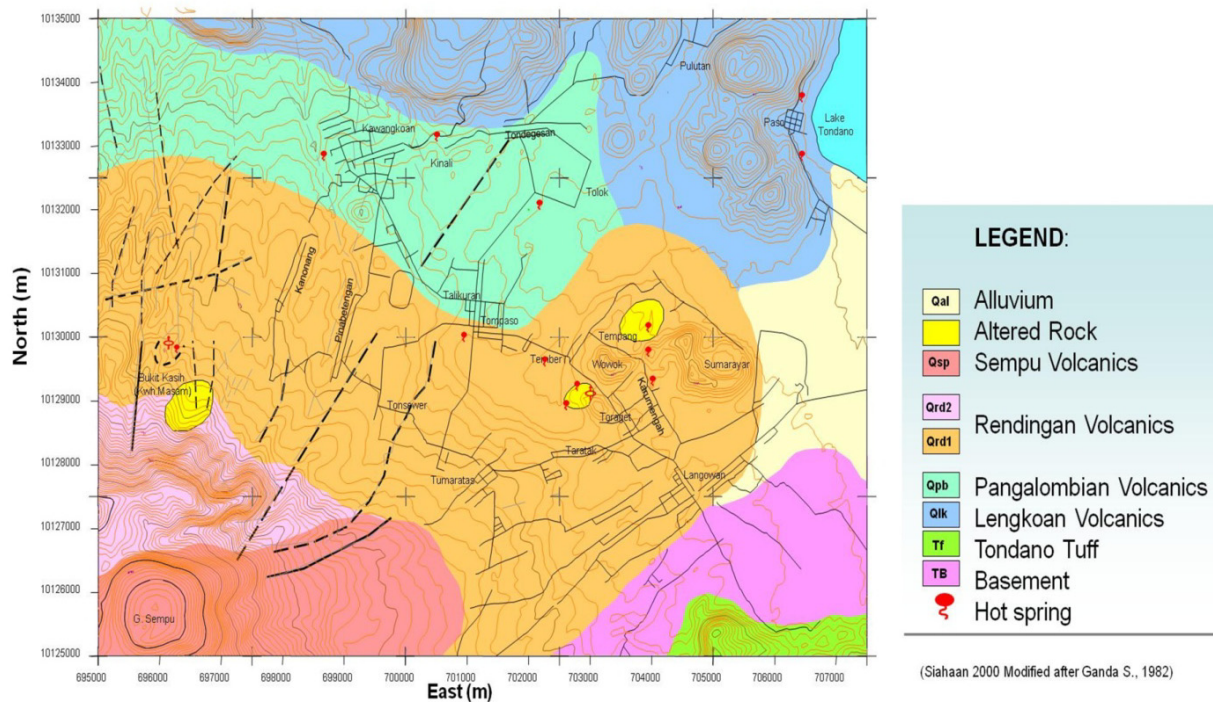 10135000
10134000
10133000
10132000
10131000
10130000
10129000
10128000
10127000
10126000
10125000
North (m)
695000 696000 697000 698000 699000 700000 701000 702000 703000 704000 705000 706000 707000
East (m)
Pulutan
Paso
Lake
Tondano
Kawangkoan
Tondegesan
Kinali
Tolok
Kanonang
Pinabetengan
Talikuran
Tompaso
Tember
Tempang
Wowok
Sumarayar
Karumengah
Toraget
Bukit Kasih
(Kwh Masam)
Tonsewer
Taratak
Tumaratas
Langowan
G. Sempu
LEGEND:
Qal Alluvium
Altered Rock
Qsp Sempu Volcanics
Qrd2
Rendingan Volcanics
Qrd1
Qpb Pangalombian Volcanics
Qlk Lengkoan Volcanics
Tf Tondano Tuff
TB Basement
Hot spring
(Siahaan 2000 Modified after Ganda S., 1982)